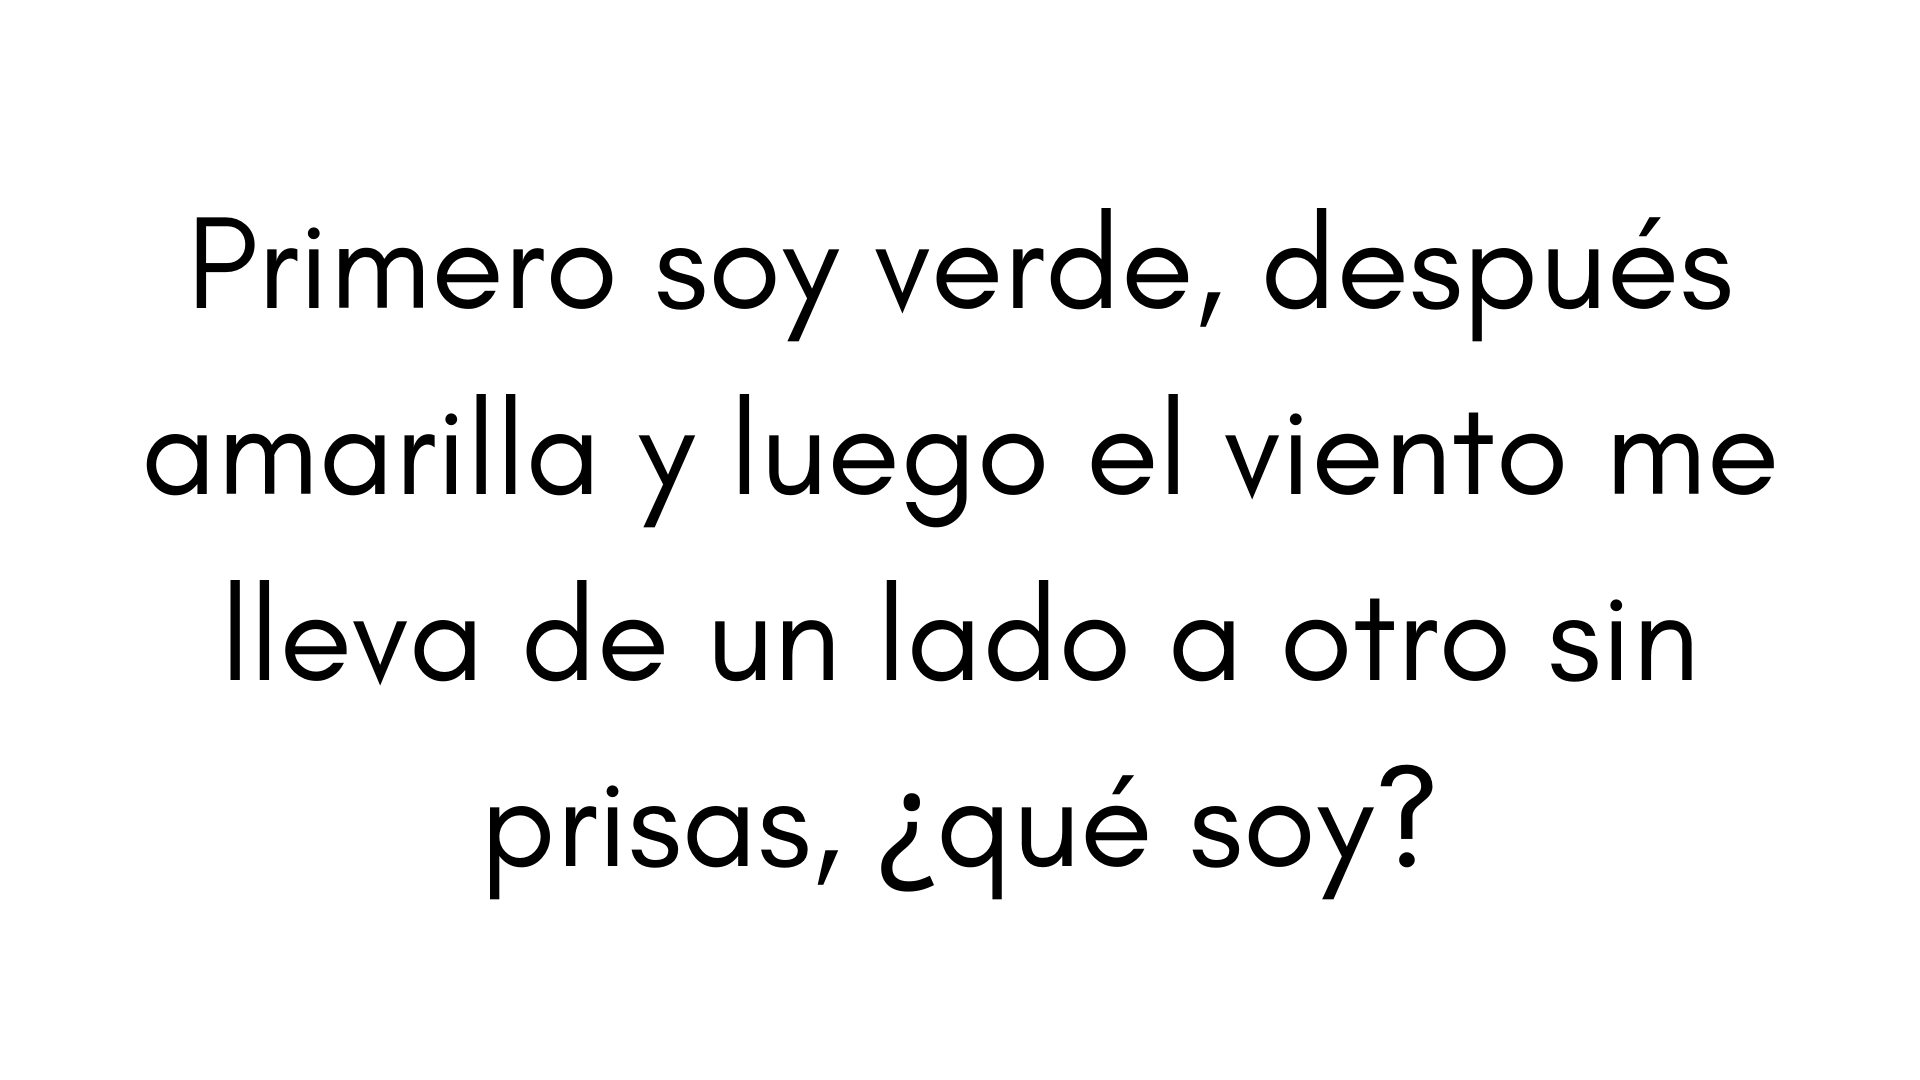 Primero soy verde, después
amarilla y luego el viento me
lleva de un lado a otro sin
prisas, ¿qué soy?